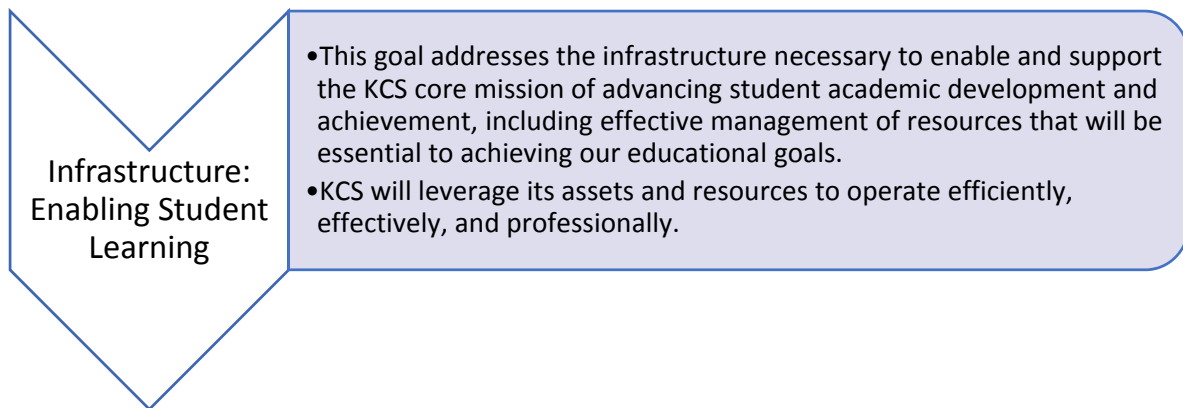 Infrastructure:
Enabling Student
Learning
•This goal addresses the infrastructure necessary to enable and support
the KCS core mission of advancing student academic development and
achievement, including effective management of resources that will be
essential to achieving our educational goals.
•KCS will leverage its assets and resources to operate efficiently,
effectively, and professionally.